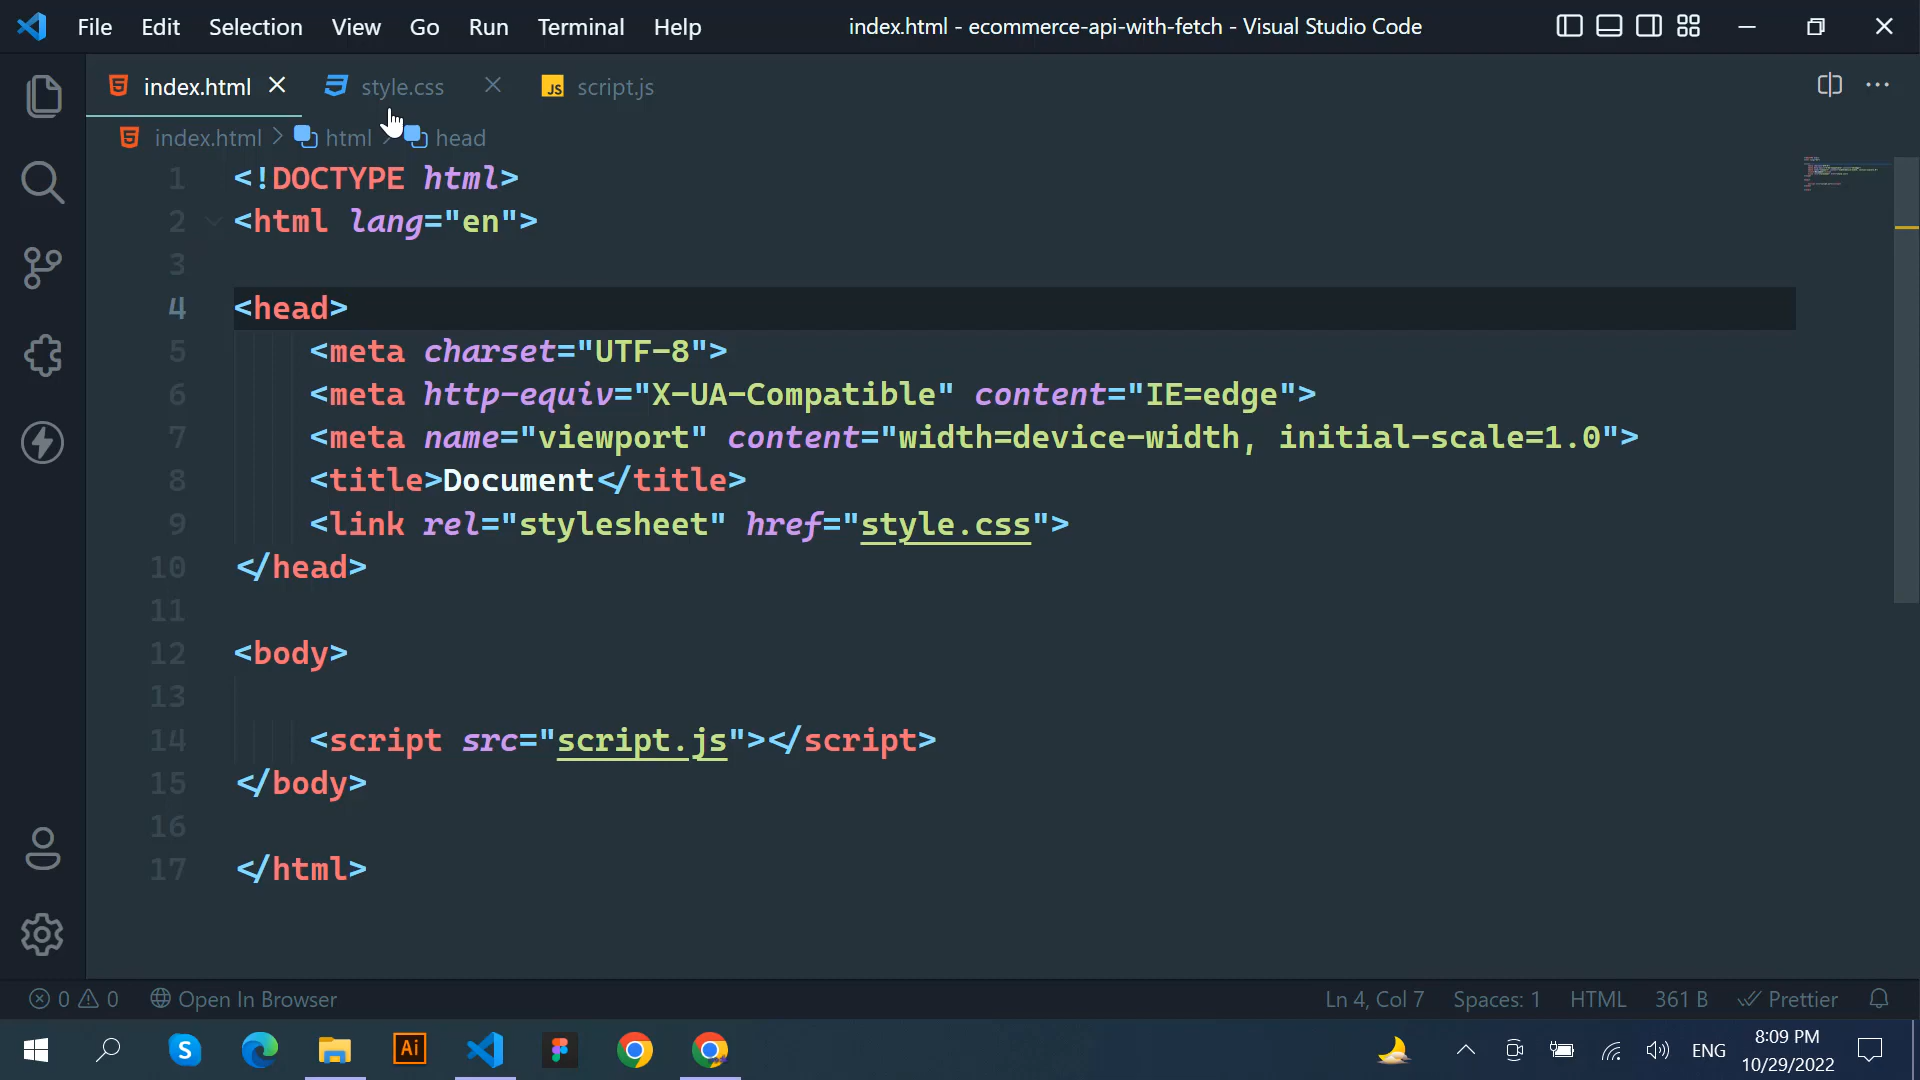 File Edit Selection View Go Run Terminal Help index.html - ecommerce-api-with-fetch - Visual Studio Code
index.html style.css JS script.js
index.html > html > head
1 <!DOCTYPE html>
2 <html lang="en">
3
4 <head>
5 <meta charset="UTF-8">
6 <meta http-equiv="X-UA-Compatible" content="IE=edge">
7 <meta name="viewport" content="width=device-width, initial-scale=1.0">
8 <title>Document</title>
9 <link rel="stylesheet" href="style.css">
10 </head>
11
12 <body>
13
14 <script src="script.js"></script>
15 </body>
16
17 </html>
0 0 Open In Browser Ln 4, Col 7 Spaces: 1 HTML 361 B Prettier
S Ai ENG 8:09 PM
10/29/2022